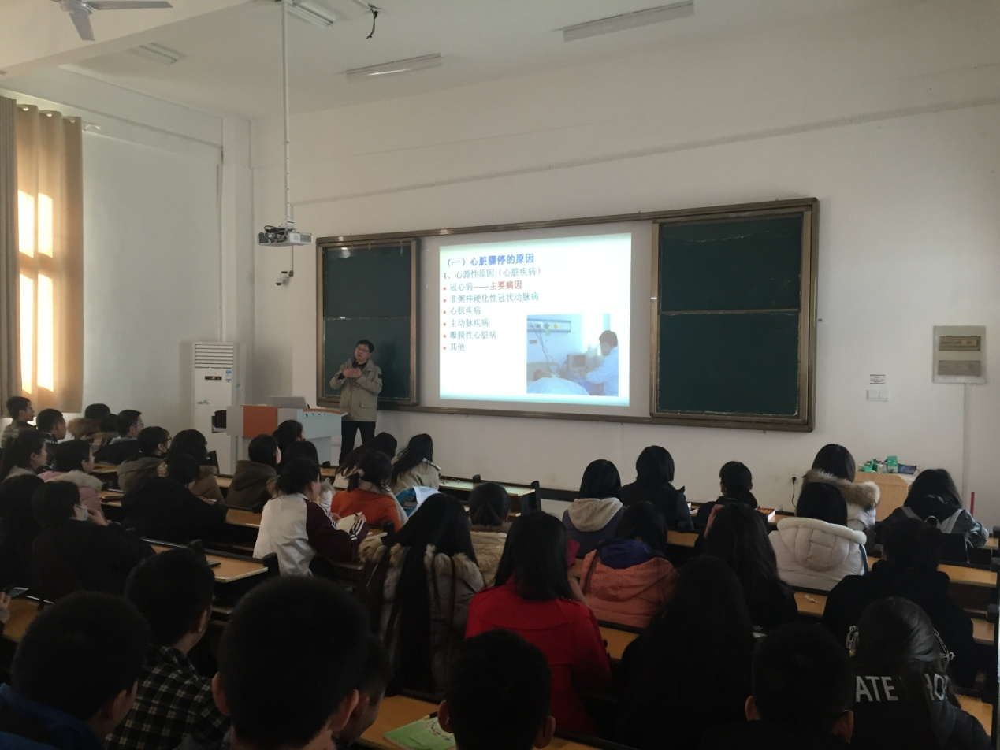 （一）心脏骤停的原因
1、心源性原因（心脏疾病）
冠心病-----主要病因
非粥样硬化性冠状动脉病
心肌疾病
主动脉疾病
瓣膜性心脏病
其他
ATE